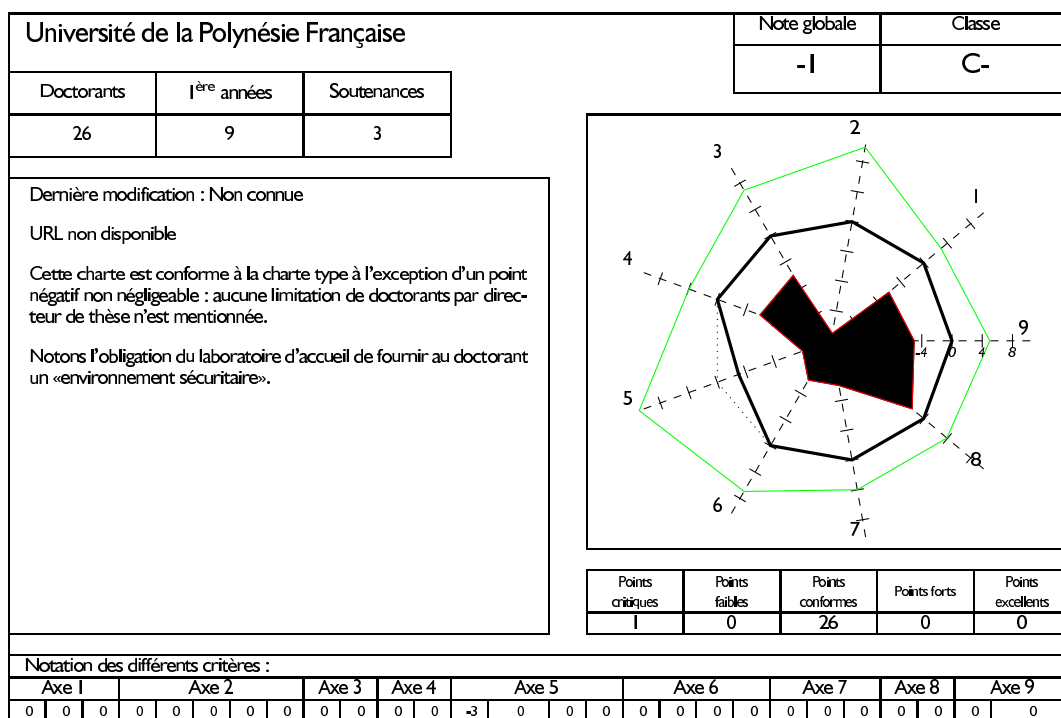 Université de la Polynésie Française
Note globale Classe
-1 C-
Doctorants 1ère années Soutenances
26 9 3
Dernière modification : Non connue
URL non disponible
Cette charte est conforme à la charte type à l'exception d'un point
négatif non négligeable : aucune limitation de doctorants par direc-
teur de thèse n'est mentionnée.
Notons l'obligation du laboratoire d'accueil de fournir au doctorant
un «environnement sécuritaire».
2
3
1
4
9
-4 0 4 8
5
8
6
7
Points critiques
Points faibles
Points conformes
Points forts
Points excellents
1 0 26 0 0
Notation des différents critères :
Axe 1 Axe 2 Axe 3 Axe 4 Axe 5 Axe 6 Axe 7 Axe 8 Axe 9
0 0 0 0 0 0 0 0 0 0 0 0 -3 0 0 0 0 0 0 0 0 0 0 0 0 0 0